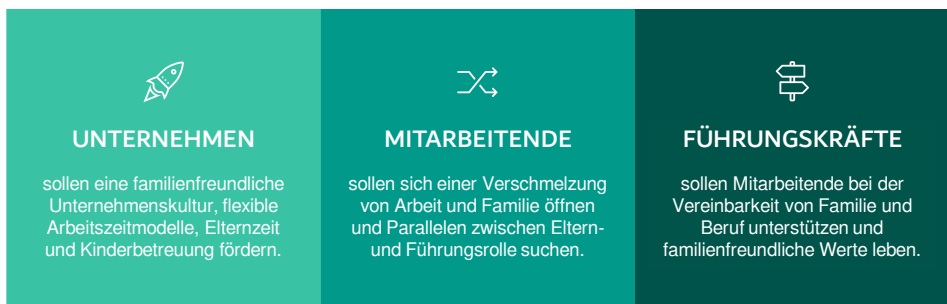 UNTERNEHMEN
sollen eine familienfreundliche
Unternehmenskultur, flexible
Arbeitszeitmodelle, Elternzeit
und Kinderbetreuung fördern.
MITARBEITENDE
sollen sich einer Verschmelzung
von Arbeit und Familie öffnen
und Parallelen zwischen Eltern-
und Führungsrolle suchen.
FÜHRUNGSKRÄFTE
sollen Mitarbeitende bei der
Vereinbarkeit von Familie und
Beruf unterstützen und
familienfreundliche Werte leben.